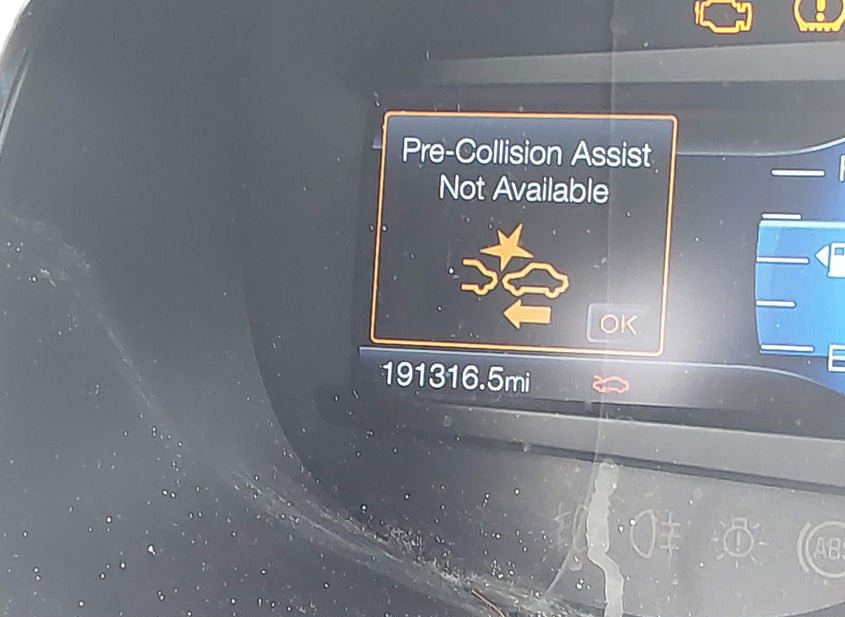 Pre-Collision Assist
Not Available
OK
191316.5mi
ABS